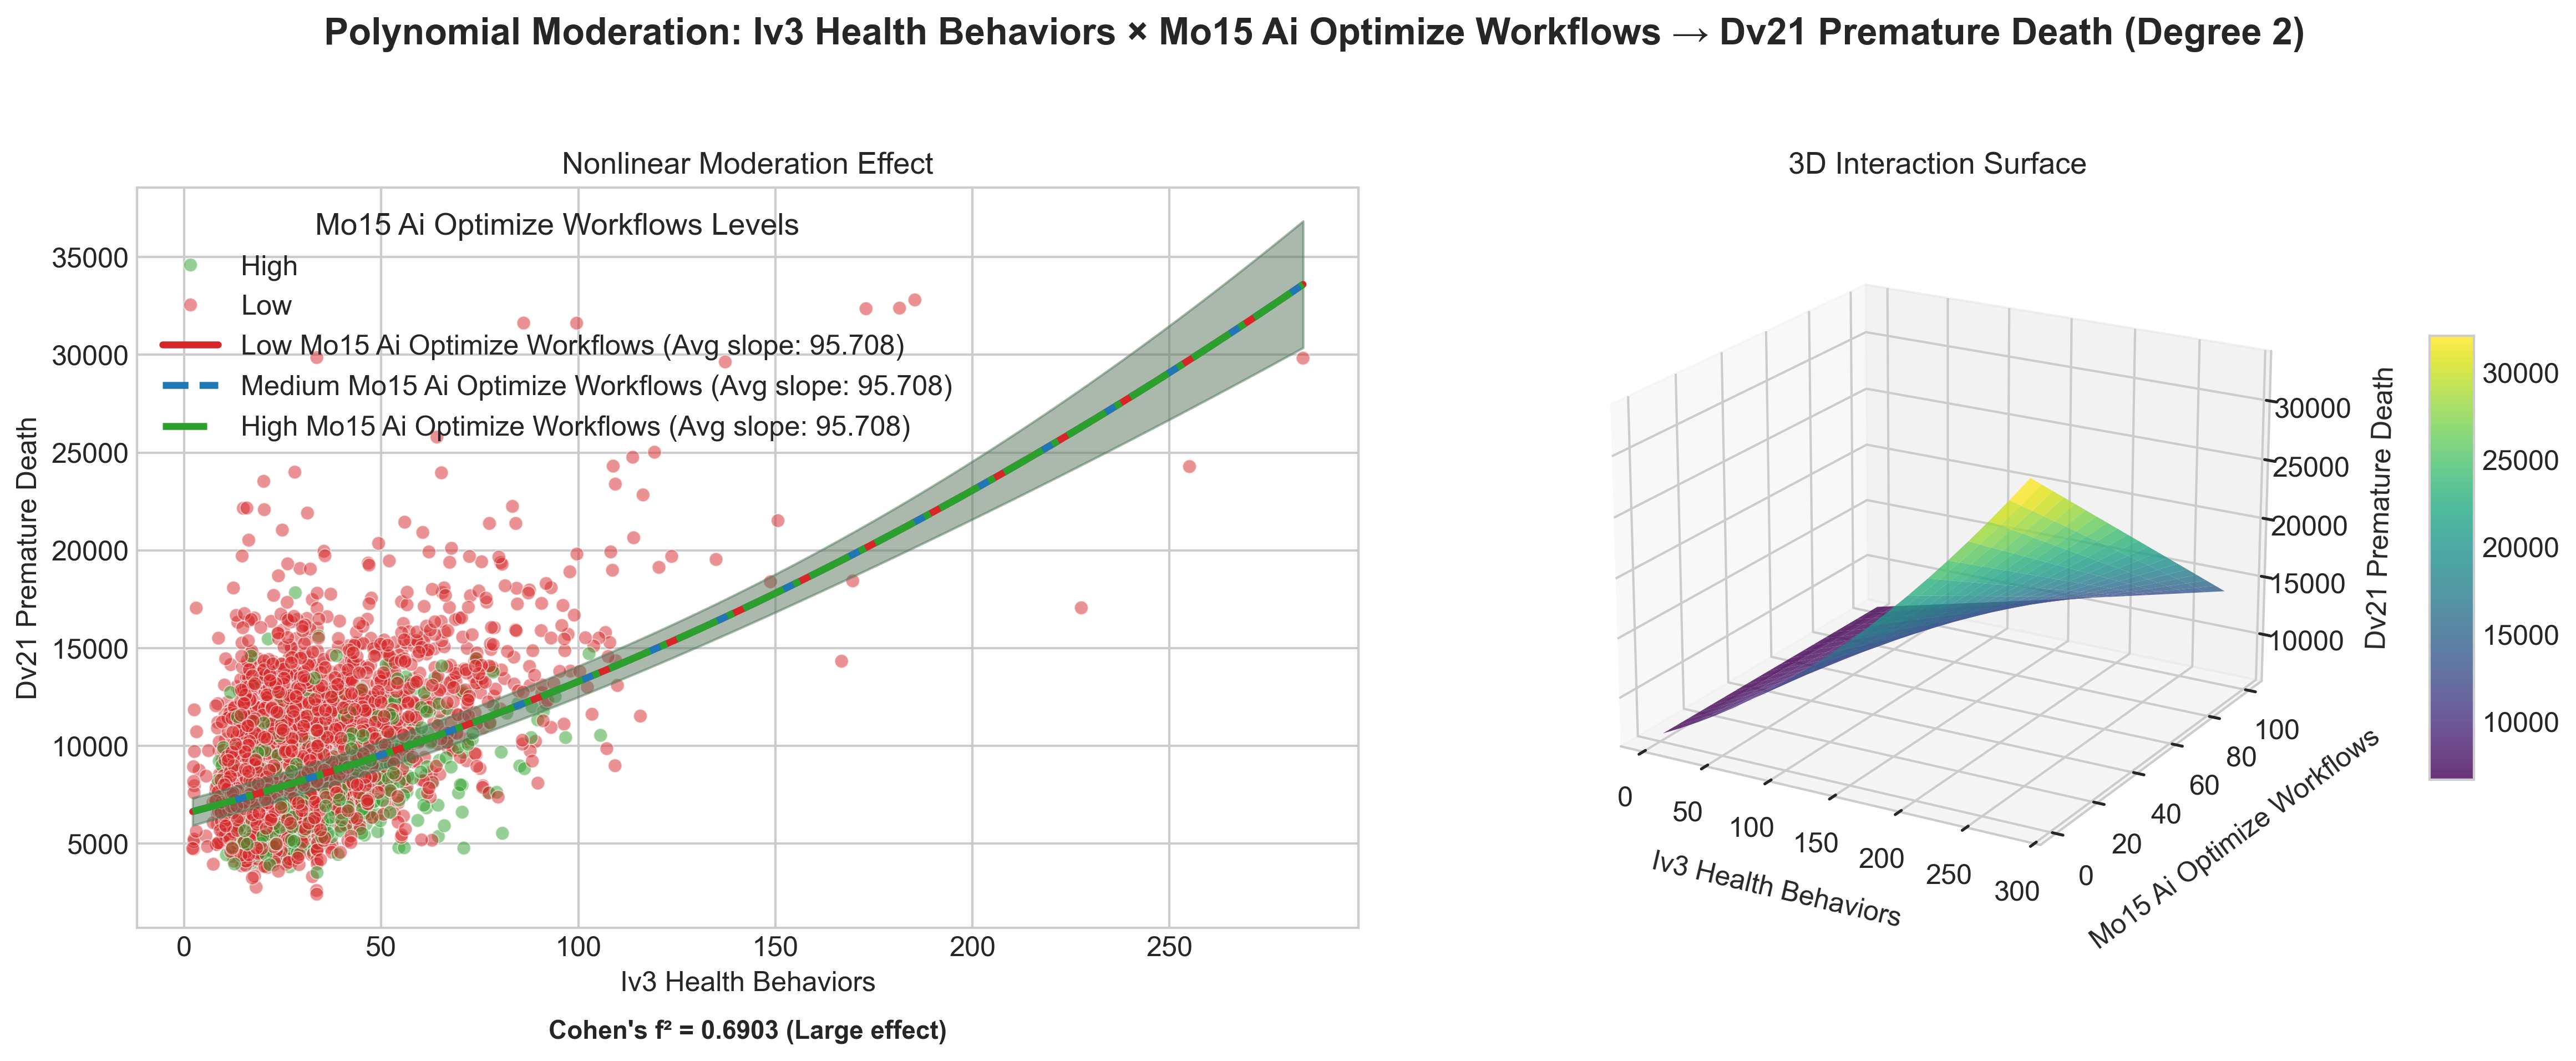 Polynomial Moderation: Iv3 Health Behaviors × Mo15 Ai Optimize Workflows → Dv21 Premature Death (Degree 2)
Nonlinear Moderation Effect
Mo15 Ai Optimize Workflows Levels
High
Low
Low Mo15 Ai Optimize Workflows (Avg slope: 95.708)
Medium Mo15 Ai Optimize Workflows (Avg slope: 95.708)
High Mo15 Ai Optimize Workflows (Avg slope: 95.708)
Dv21 Premature Death
35000
30000
25000
20000
15000
10000
5000
0 50 100 150 200 250
Iv3 Health Behaviors
Cohen's f² = 0.6903 (Large effect)
3D Interaction Surface
0 50 100 150 200 250 300
Iv3 Health Behaviors
0 20 40 60 80 100
Mo15 Ai Optimize Workflows
30000
25000
20000
15000
10000
Dv21 Premature Death
30000
25000
20000
15000
10000